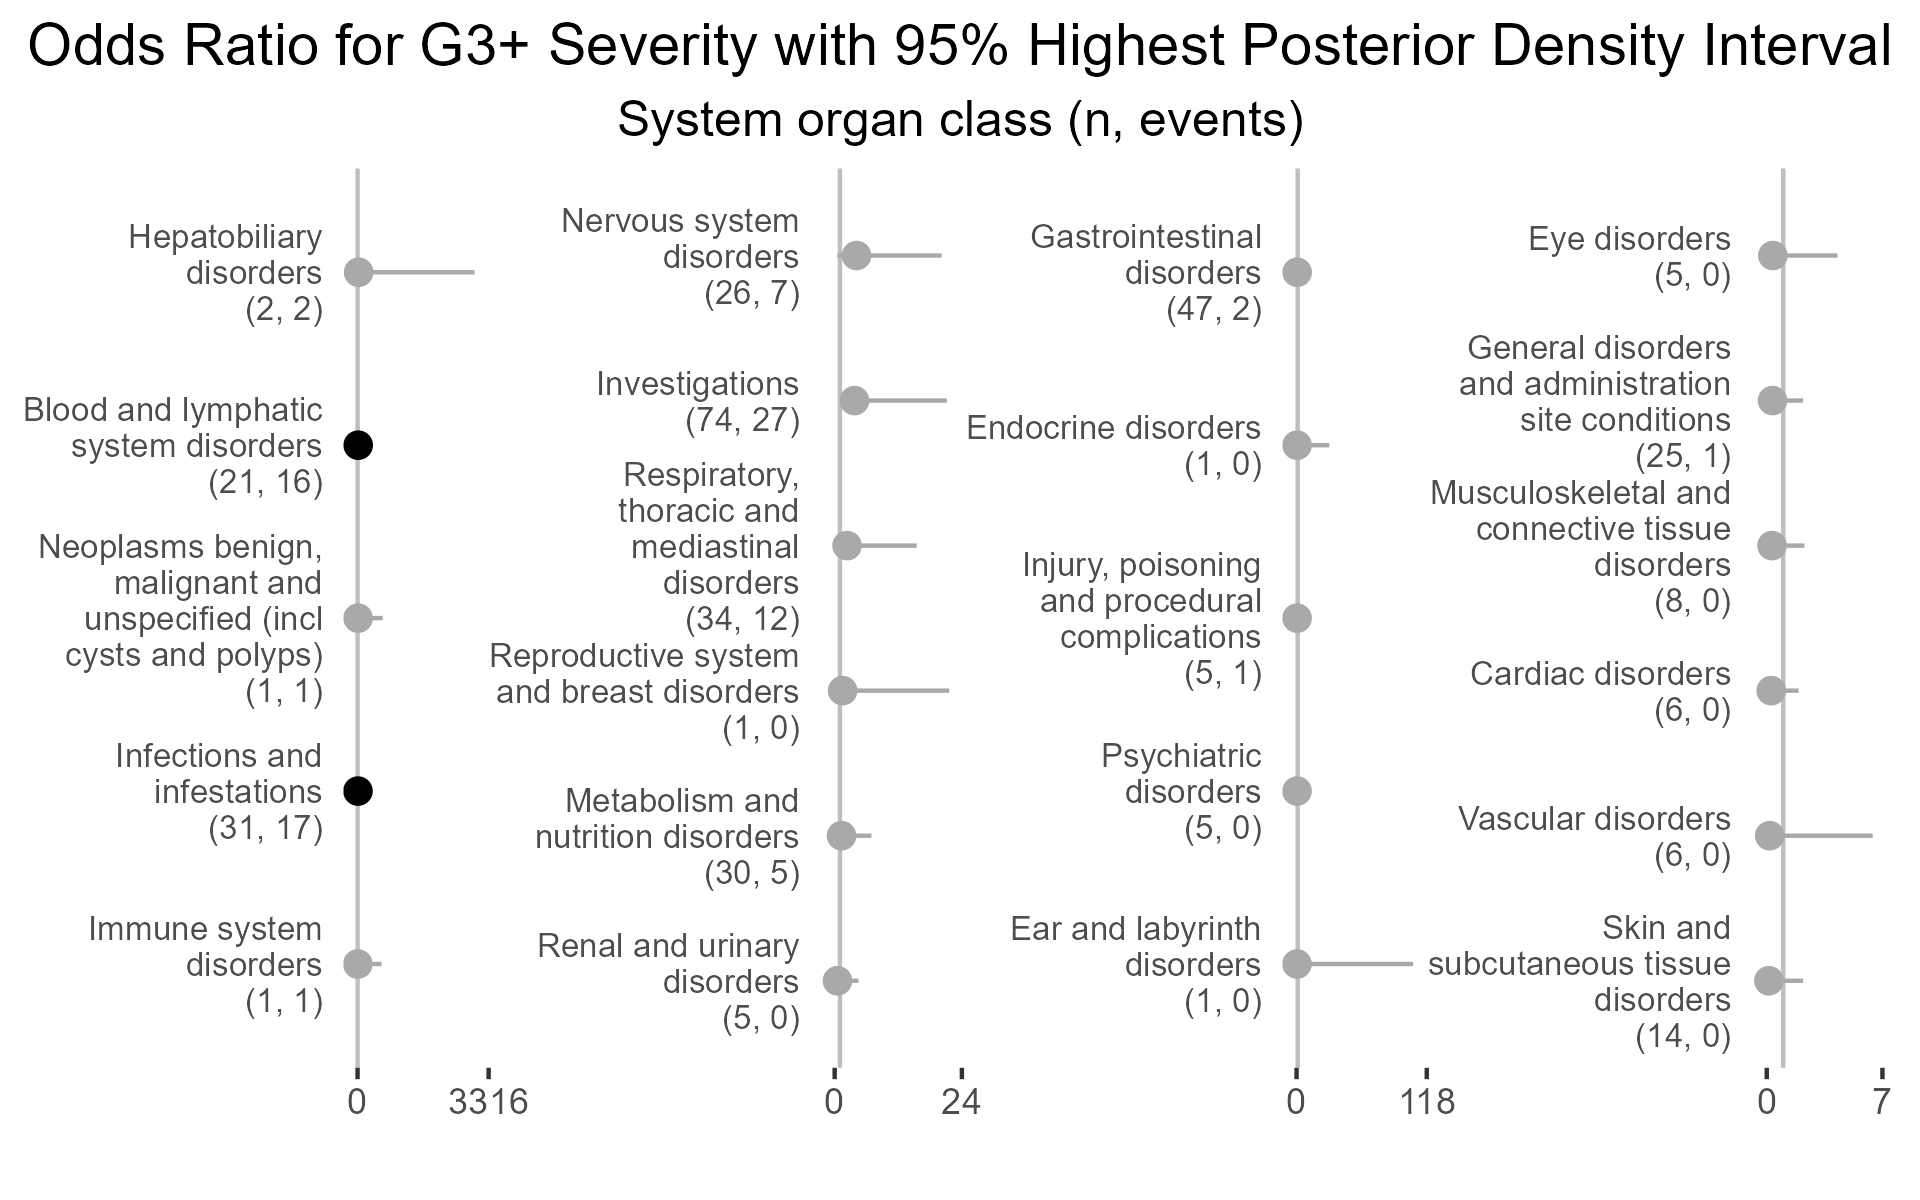 Odds Ratio for G3+ Severity with 95% Highest Posterior Density Interval
System organ class (n, events)
Hepatobiliary
disorders
(2, 2)
Blood and lymphatic
system disorders
(21, 16)
Neoplasms benign,
malignant and
unspecified (incl
cysts and polyps)
(1, 1)
Infections and
infestations
(31, 17)
Immune system
disorders
(1, 1)
0
3316
Nervous system
disorders
(26, 7)
Investigations
(74, 27)
Respiratory,
thoracic and
mediastinal
disorders
(34, 12)
Reproductive system
and breast disorders
(1, 0)
Metabolism and
nutrition disorders
(30, 5)
Renal and urinary
disorders
(5, 0)
0
24
Gastrointestinal
disorders
(47, 2)
Endocrine disorders
(1, 0)
Injury, poisoning
and procedural
complications
(5, 1)
Psychiatric
disorders
(5, 0)
Ear and labyrinth
disorders
(1, 0)
0
118
Eye disorders
(5, 0)
General disorders
and administration
site conditions
(25, 1)
Musculoskeletal and
connective tissue
disorders
(8, 0)
Cardiac disorders
(6, 0)
Vascular disorders
(6, 0)
Skin and
subcutaneous tissue
disorders
(14, 0)
0
7